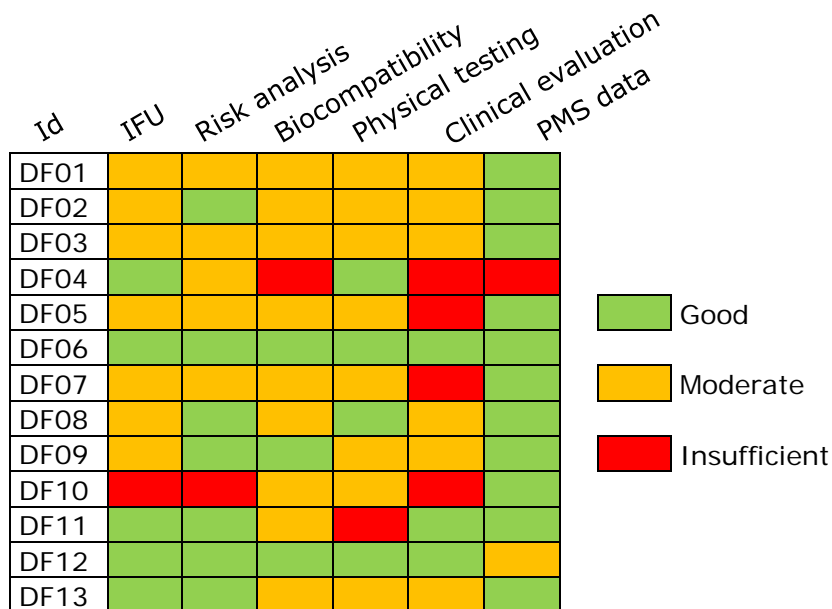 Id
IFU
Risk analysis
Biocompatibility
Physical testing
Clinical evaluation
PMS data
DF01
DF02
DF03
DF04
DF05
DF06
DF07
DF08
DF09
DF10
DF11
DF12
DF13
Good
Moderate
Insufficient